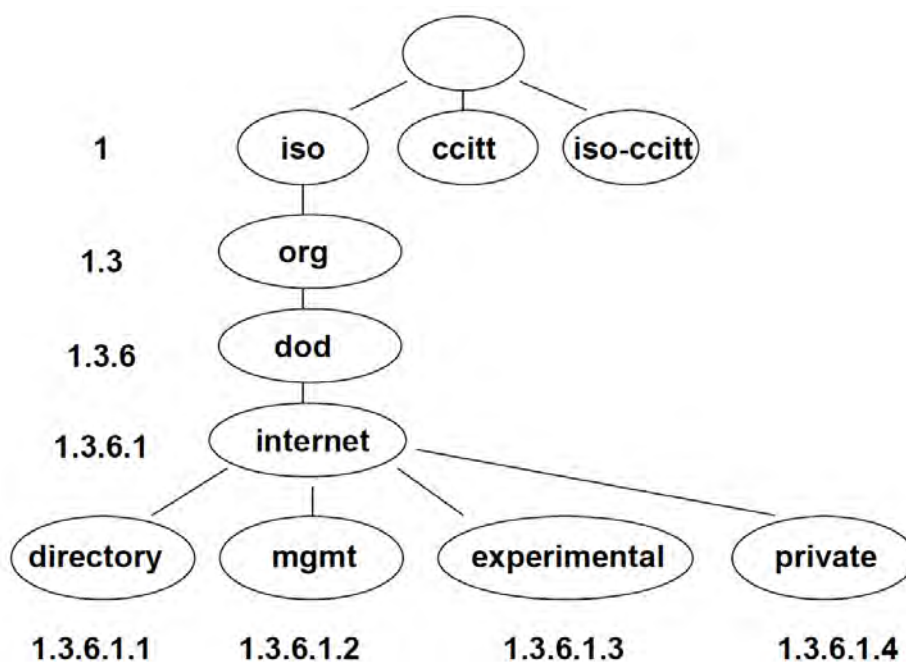 1 iso ccitt iso-ccitt
1.3 org
1.3.6 dod
1.3.6.1 internet
directory mgmt experimental private
1.3.6.1.1 1.3.6.1.2 1.3.6.1.3 1.3.6.1.4